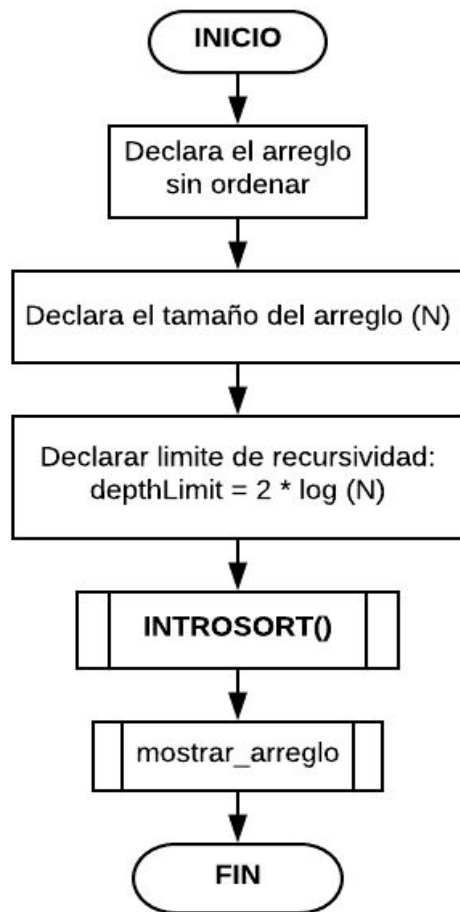 INICIO
Declara el arreglo
sin ordenar
Declara el tamaño del arreglo (N)
Declarar limite de recursividad:
depthLimit = 2 * log (N)
INTROSORT()
mostrar_arreglo
FIN